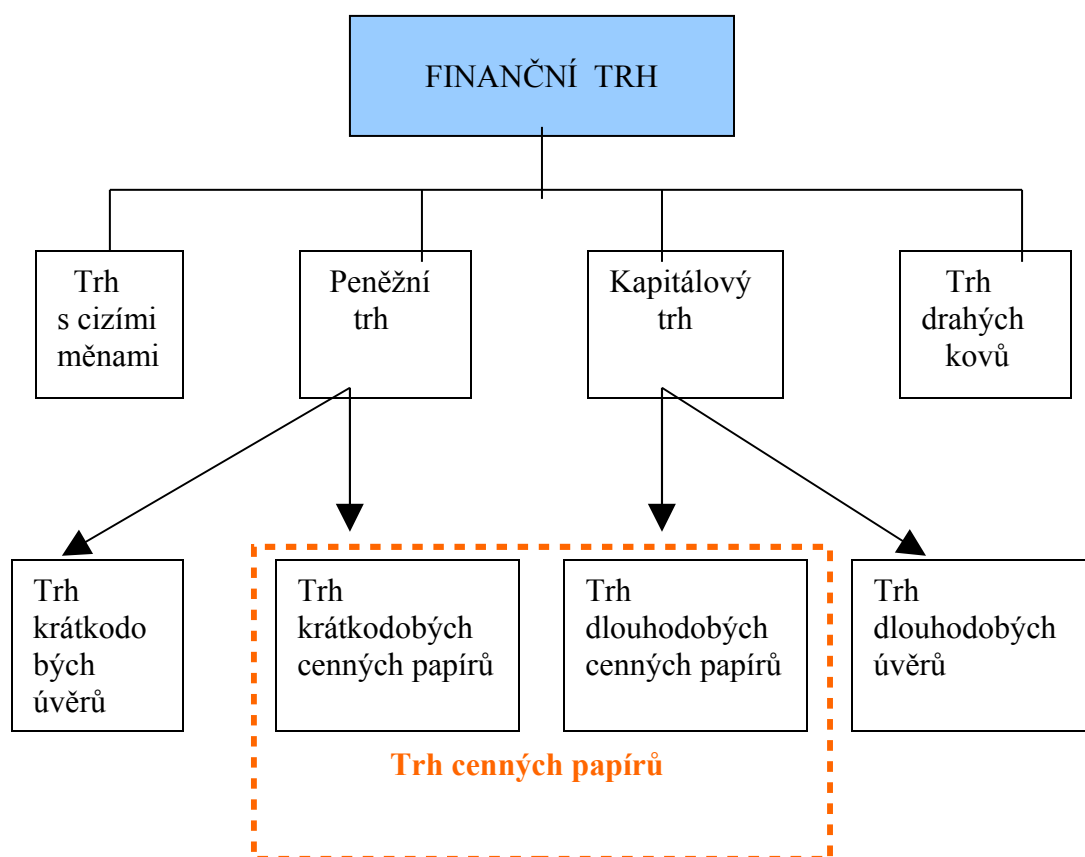 FINANČNÍ TRH
Trh
s cizími
měnami
Peněžní
trh
Kapitálový
trh
Trh
drahých
kovů
Trh
krátkodo
bých
úvěrů
Trh
krátkodobých
cenných papírů
Trh
dlouhodobých
cenných papírů
Trh
dlouhodobých
úvěrů
Trh cenných papírů